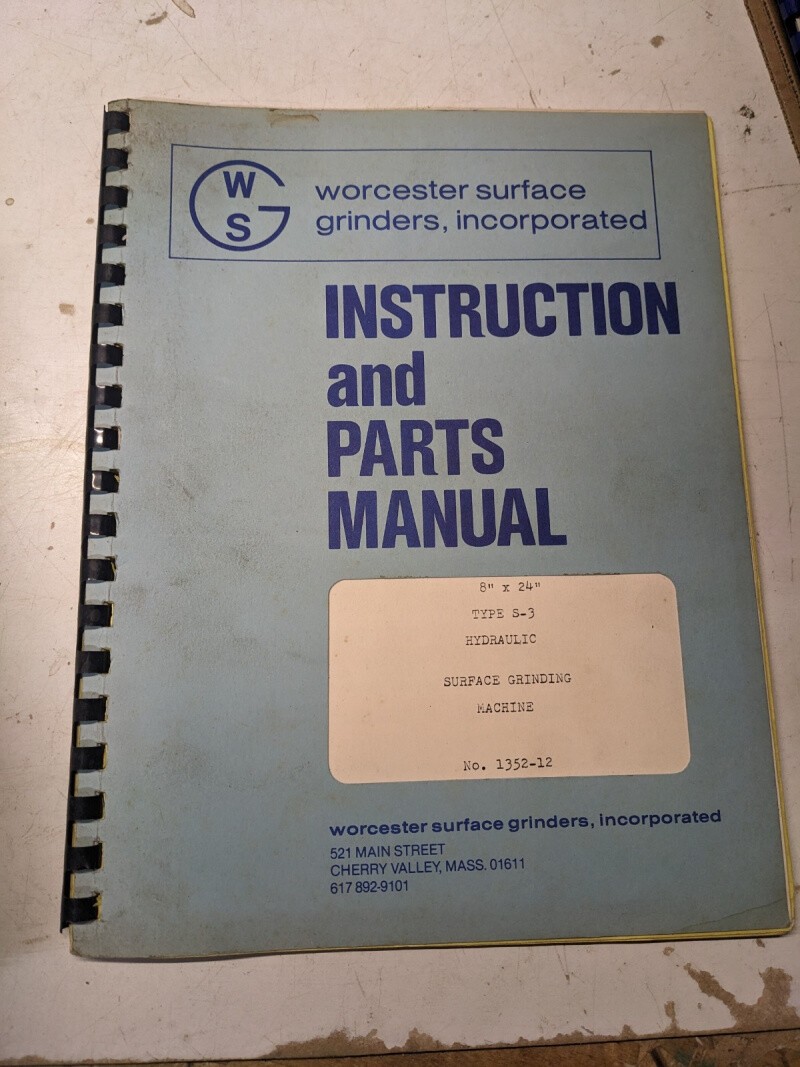 WGS
worcester surface
grinders, incorporated
INSTRUCTION
and
PARTS
MANUAL
8" x 24"
TYPE S-3
HYDRAULIC
SURFACE GRINDING
MACHINE
No. 1352-12
worcester surface grinders, incorporated
521 MAIN STREET
CHERRY VALLEY, MASS. 01611
617 892-9101